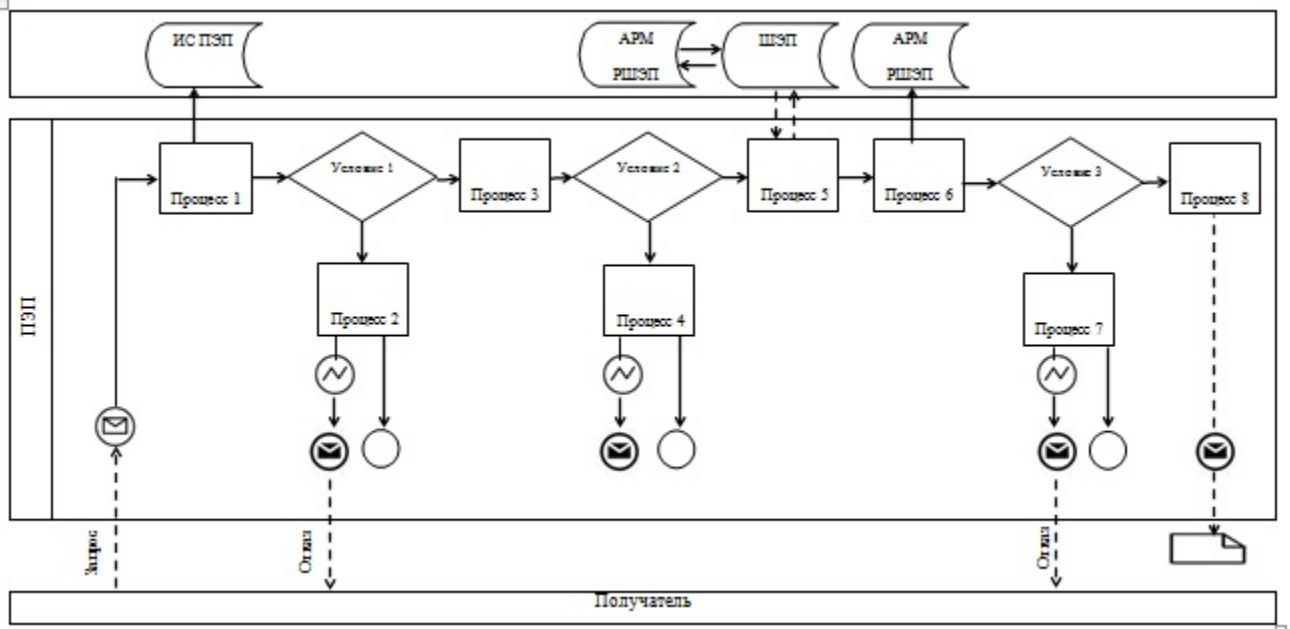 ИС ПЭП
АРМ
РШЭП
ШЭП
АРМ
РШЭП
Процесс 1
Условие 1
Процесс 3
Условие 2
Процесс 5
Процесс 6
Условие 3
Процесс 8
Процесс 2
Процесс 4
Процесс 7
ПЭП
Запрос
Отказ
Отказ
Получатель